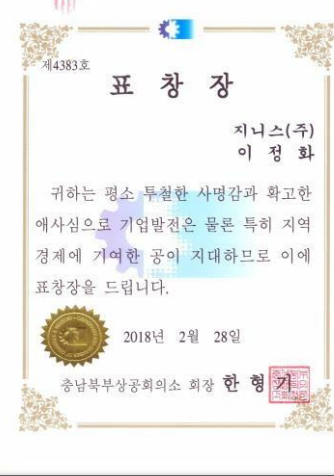 제4383호
표 창 장
지니스(주)
이 정 화
귀하는 평소 투철한 사명감과 확고한
애사심으로 기업발전은 물론 특히 지역
경제에 기여한 공이 지대하므로 이에
표창장을 드립니다.
2018년 2월 28일
충남북부상공회의소 회장 한 형 기